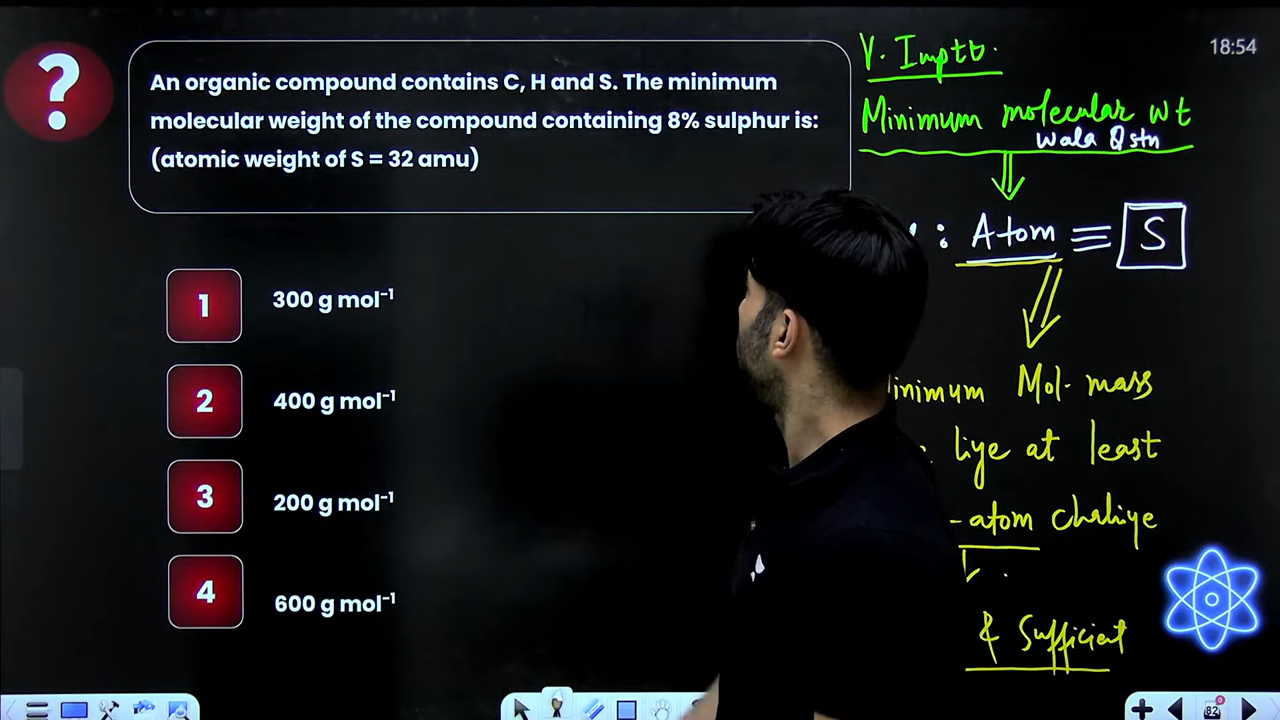 ?
An organic compound contains C, H and S. The minimum
molecular weight of the compound containing 8% sulphur is:
(atomic weight of S = 32 amu)
1 300 g mol⁻¹
2 400 g mol⁻¹
3 200 g mol⁻¹
4 600 g mol⁻¹
V. Imptt.
18:54
Minimum molecular wt
wala Qstn
: Atom ≡ S
inimum Mol. mass
liye at least
-atom chahiye
& Sufficient
82